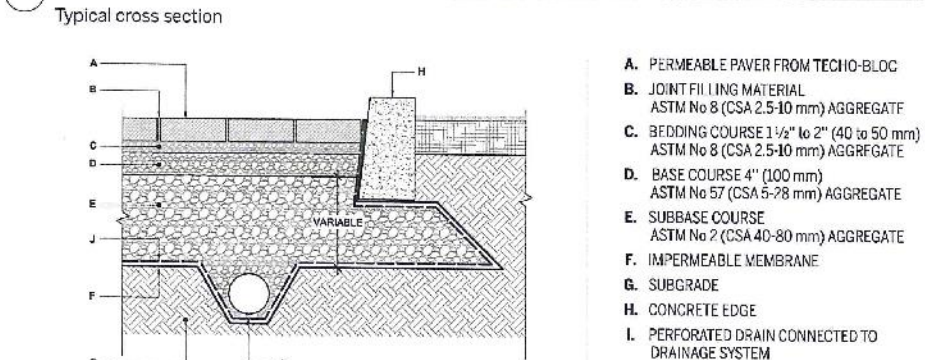 Typical cross section
A
B
C
D
E
J
F
H
VARIABLE
A. PERMEABLE PAVER FROM TECHO-BLOC
B. JOINT FILLING MATERIAL
ASTM No 8 (CSA 2.5-10 mm) AGGREGATE
C. BEDDING COURSE 1 1/2" to 2" (40 to 50 mm)
ASTM No 8 (CSA 2.5-10 mm) AGGREGATE
D. BASE COURSE 4" (100 mm)
ASTM No 57 (CSA 5-28 mm) AGGREGATE
E. SUBBASE COURSE
ASTM No 2 (CSA 40-80 mm) AGGREGATE
F. IMPERMEABLE MEMBRANE
G. SUBGRADE
H. CONCRETE EDGE
I. PERFORATED DRAIN CONNECTED TO
DRAINAGE SYSTEM